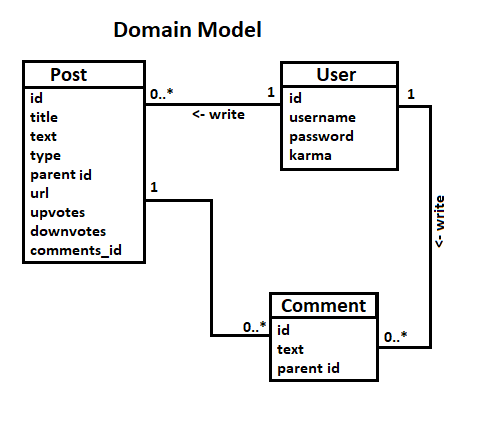 Domain Model
Post
id
title
text
type
parent id
url
upvotes
downvotes
comments_id
0..*
1
<- write
User
id
username
password
karma
1
<- write
1
0..*
Comment
id
text
parent id
0..*